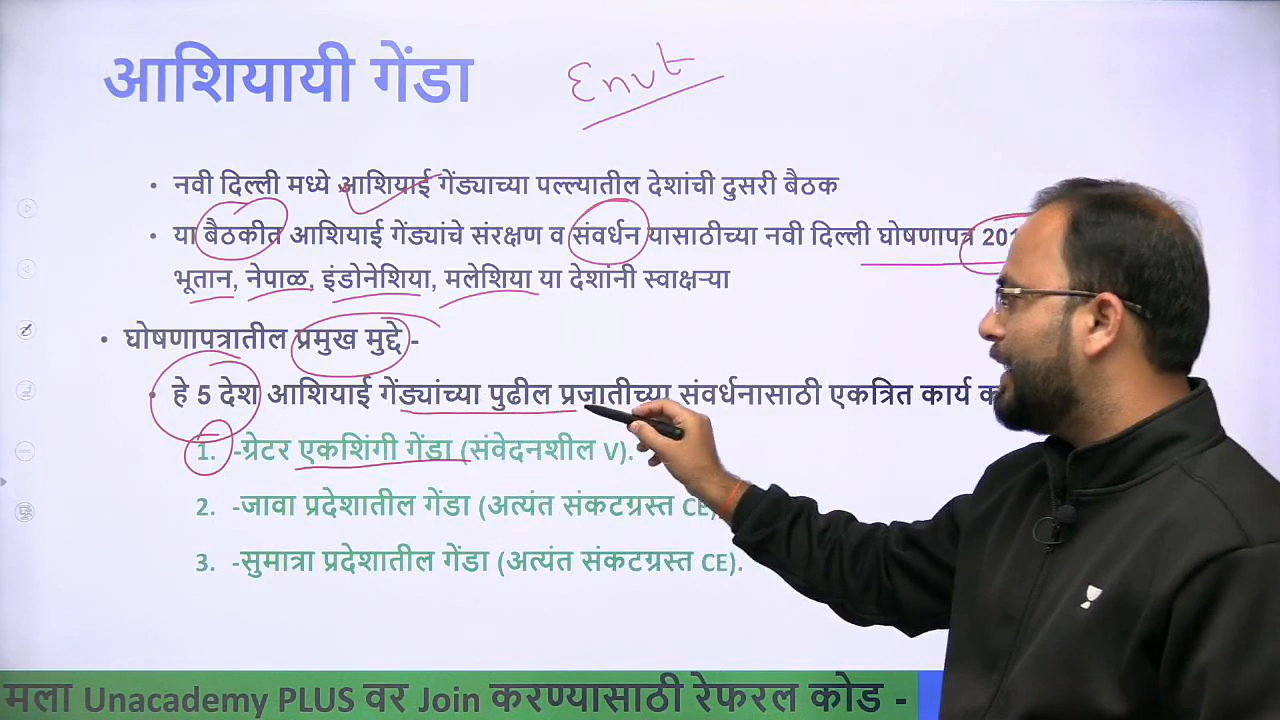 आशियायी गेंडा
Envt
नवी दिल्ली मध्ये आशियाई गेंड्याच्या पल्ल्यातील देशांची दुसरी बैठक
या बैठकीत आशियाई गेंड्यांचे संरक्षण व संवर्धन यासाठीच्या नवी दिल्ली घोषणापत्र
भूतान, नेपाळ, इंडोनेशिया, मलेशिया या देशांनी स्वाक्षऱ्या
घोषणापत्रातील प्रमुख मुद्दे -
हे 5 देश आशियाई गेंड्यांच्या पुढील प्रजातीच्या संवर्धनासाठी एकत्रित कार्य
1. -ग्रेटर एकशिंगी गेंडा (संवेदनशील V).
2. -जावा प्रदेशातील गेंडा (अत्यंत संकटग्रस्त CE).
3. -सुमात्रा प्रदेशातील गेंडा (अत्यंत संकटग्रस्त CE).
मला Unacademy PLUS वर Join करण्यासाठी रेफरल कोड -